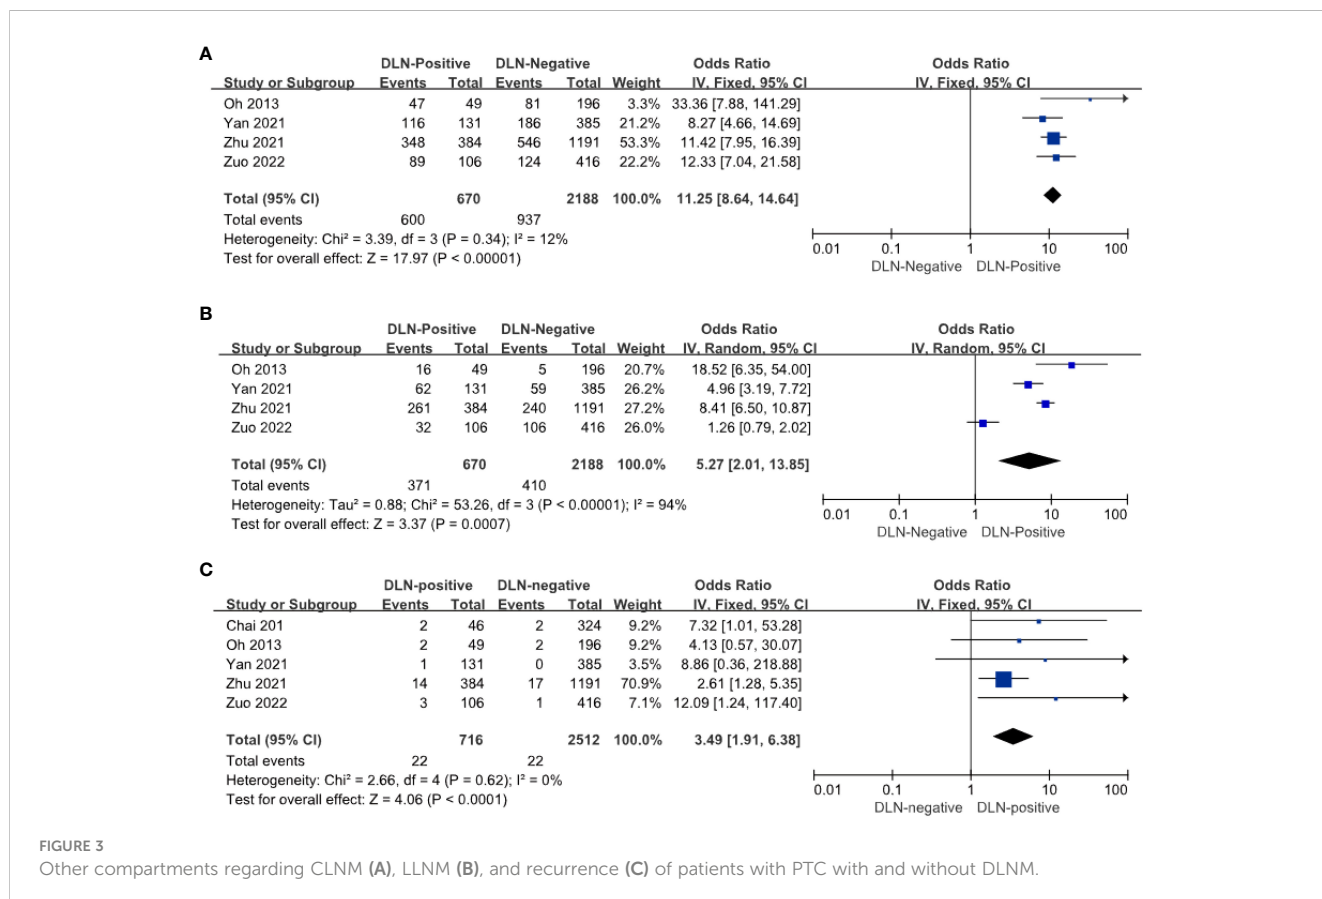 A
DLN-Positive DLN-Negative Odds Ratio Odds Ratio
Study or Subgroup Events Total Events Total Weight IV, Fixed, 95% CI IV, Fixed, 95% CI
Oh 2013 47 49 81 196 3.3% 33.36 [7.88, 141.29]
Yan 2021 116 131 186 385 21.2% 8.27 [4.66, 14.69]
Zhu 2021 348 384 546 1191 53.3% 11.42 [7.95, 16.39]
Zuo 2022 89 106 124 416 22.2% 12.33 [7.04, 21.58]
Total (95% CI) 670 2188 100.0% 11.25 [8.64, 14.64]
Total events 600 937
Heterogeneity: Chi² = 3.39, df = 3 (P = 0.34); I² = 12%
Test for overall effect: Z = 17.97 (P < 0.00001)
0.01 0.1 1 10 100
DLN-Negative DLN-Positive
B
DLN-Positive DLN-Negative Odds Ratio Odds Ratio
Study or Subgroup Events Total Events Total Weight IV, Random, 95% CI IV, Random, 95% CI
Oh 2013 16 49 5 196 20.7% 18.52 [6.35, 54.00]
Yan 2021 62 131 59 385 26.2% 4.96 [3.19, 7.72]
Zhu 2021 261 384 240 1191 27.2% 8.41 [6.50, 10.87]
Zuo 2022 32 106 106 416 26.0% 1.26 [0.79, 2.02]
Total (95% CI) 670 2188 100.0% 5.27 [2.01, 13.85]
Total events 371 410
Heterogeneity: Tau² = 0.88; Chi² = 53.26, df = 3 (P < 0.00001); I² = 94%
Test for overall effect: Z = 3.37 (P = 0.0007)
0.01 0.1 1 10 100
DLN-Negative DLN-Positive
C
DLN-positive DLN-negative Odds Ratio Odds Ratio
Study or Subgroup Events Total Events Total Weight IV, Fixed, 95% CI IV, Fixed, 95% CI
Chai 201 2 46 2 324 9.2% 7.32 [1.01, 53.28]
Oh 2013 2 49 2 196 9.2% 4.13 [0.57, 30.07]
Yan 2021 1 131 0 385 3.5% 8.86 [0.36, 218.88]
Zhu 2021 14 384 17 1191 70.9% 2.61 [1.28, 5.35]
Zuo 2022 3 106 1 416 7.1% 12.09 [1.24, 117.40]
Total (95% CI) 716 2512 100.0% 3.49 [1.91, 6.38]
Total events 22 22
Heterogeneity: Chi² = 2.66, df = 4 (P = 0.62); I² = 0%
Test for overall effect: Z = 4.06 (P < 0.0001)
0.01 0.1 1 10 100
DLN-negative DLN-positive
FIGURE 3
Other compartments regarding CLNM (A), LLNM (B), and recurrence (C) of patients with PTC with and without DLNM.